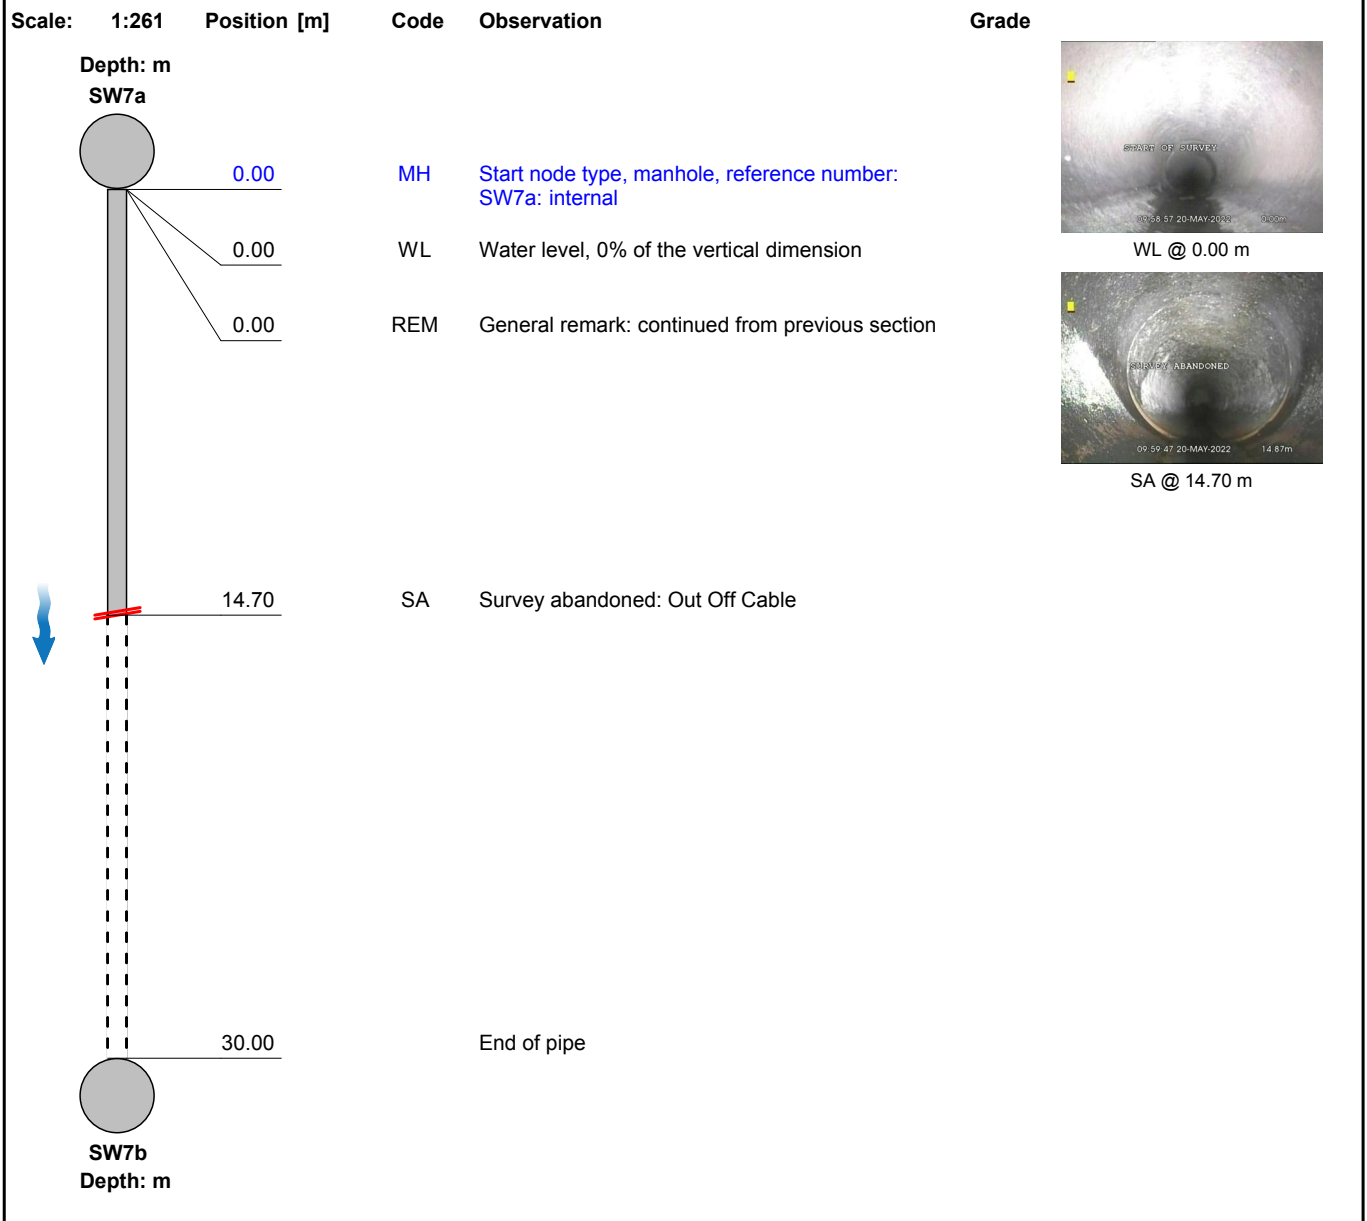 Scale: 1:261 Position [m] Code Observation Grade
Depth: m
SW7a
0.00 MH Start node type, manhole, reference number:
SW7a: internal
0.00 WL Water level, 0% of the vertical dimension
0.00 REM General remark: continued from previous section
START OF SURVEY
09:58:57 20-MAY-2022 0.00m
WL @ 0.00 m
SURVEY ABANDONED
09:59:47 20-MAY-2022 14.87m
SA @ 14.70 m
14.70 SA Survey abandoned: Out Off Cable
30.00 End of pipe
SW7b
Depth: m